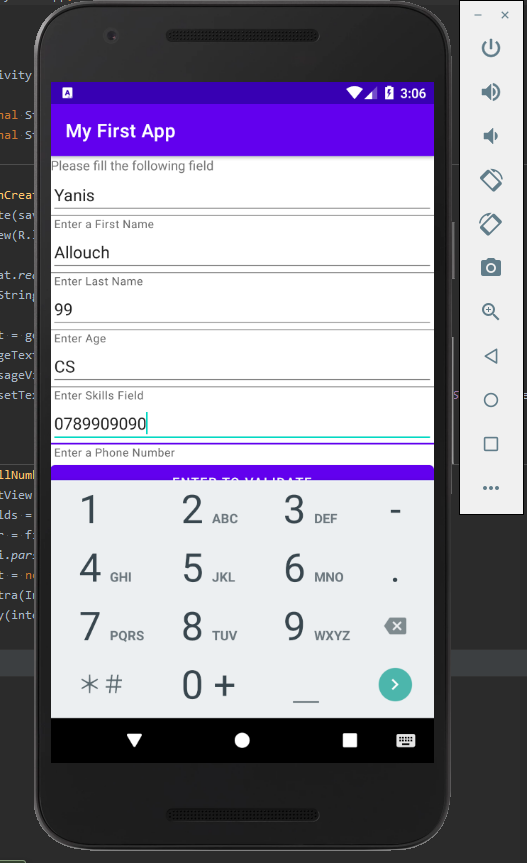 3:06
My First App
Please fill the following field
Yanis
Enter a First Name
Allouch
Enter Last Name
99
Enter Age
CS
Enter Skills Field
0789909090
Enter a Phone Number
ENTER TO VALIDATE
1 2 ABC 3 DEF -
4 GHI 5 JKL 6 MNO .
7 PQRS 8 TUV 9 WXYZ
*# 0 + _